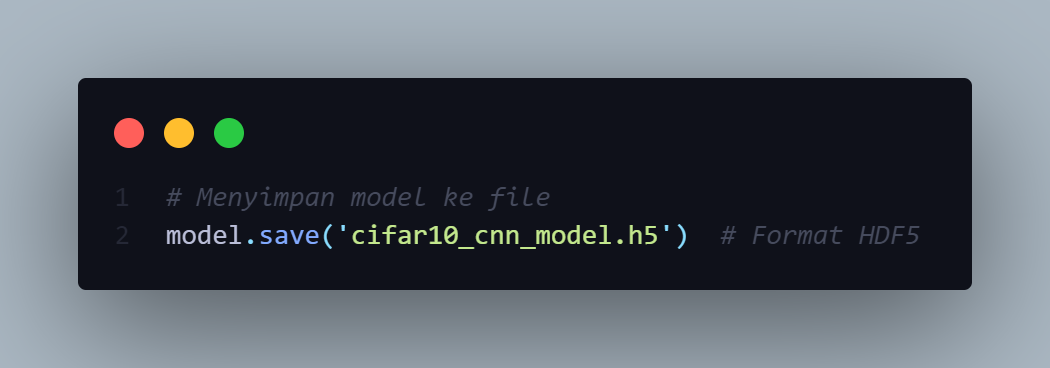 1 # Menyimpan model ke file
2 model.save('cifar10_cnn_model.h5')  # Format HDF5